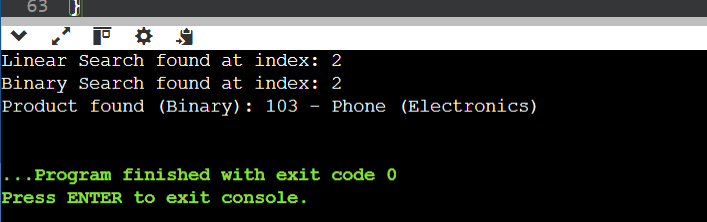 63 }
Linear Search found at index: 2
Binary Search found at index: 2
Product found (Binary): 103 - Phone (Electronics)
...Program finished with exit code 0
Press ENTER to exit console.